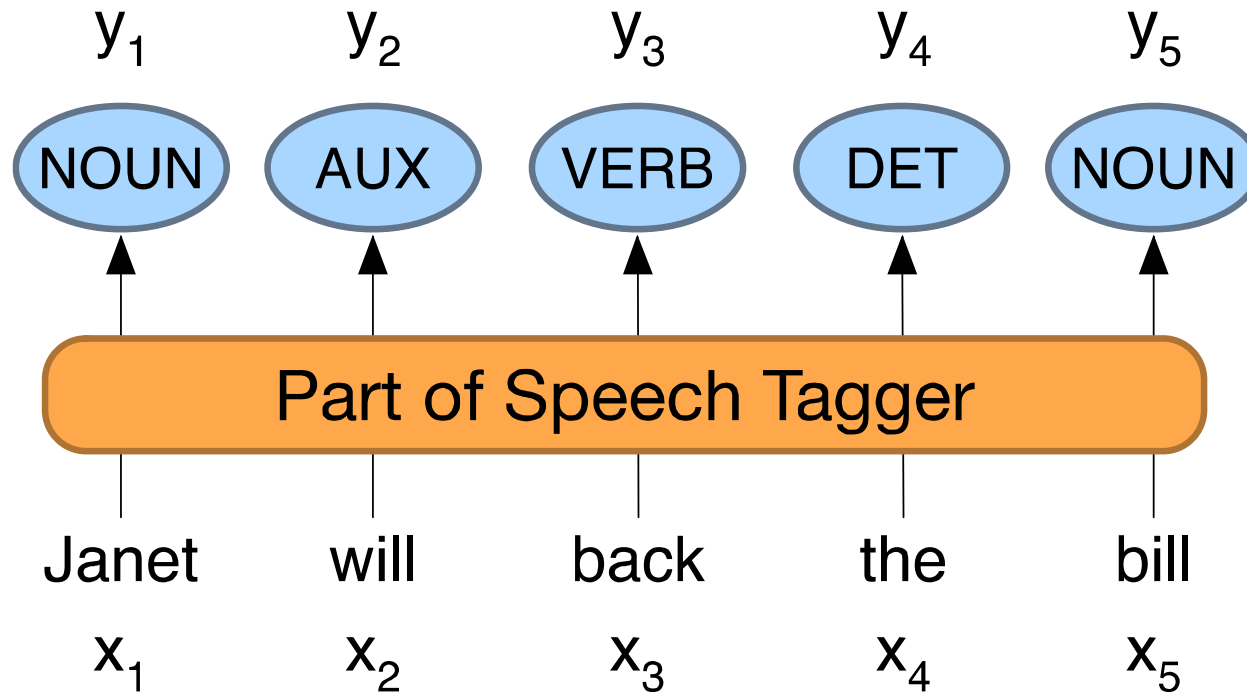 y₁ y₂ y₃ y₄ y₅
NOUN AUX VERB DET NOUN
Part of Speech Tagger
Janet will back the bill
x₁ x₂ x₃ x₄ x₅